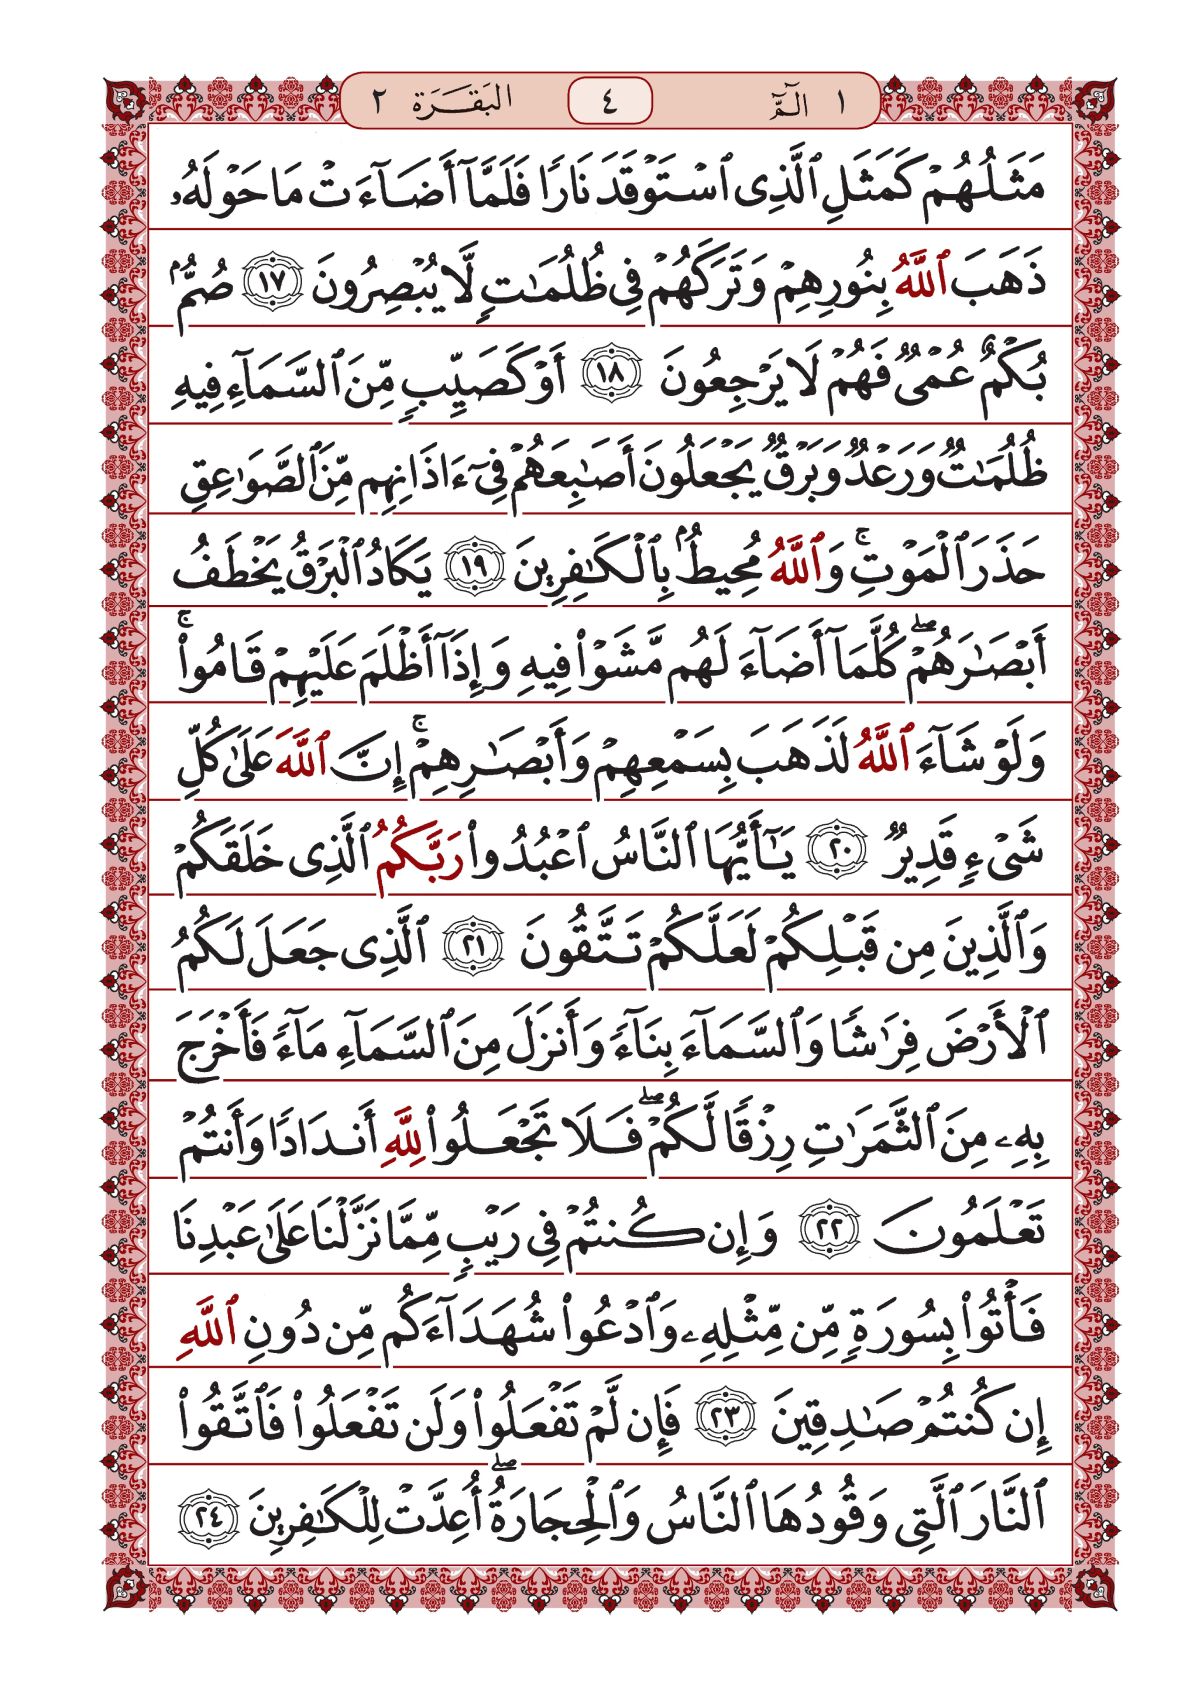 ١ الٓمّٓ ٤ البَقَرَة ٢
مَثَلُهُمْ كَمَثَلِ ٱلَّذِى ٱسْتَوْقَدَ نَارًا فَلَمَّآ أَضَآءَتْ مَا حَوْلَهُۥ
ذَهَبَ ٱللَّهُ بِنُورِهِمْ وَتَرَكَهُمْ فِى ظُلُمَـٰتٍ لَّا يُبْصِرُونَ ١٧ صُمٌّۢ
بُكْمٌ عُمْىٌ فَهُمْ لَا يَرْجِعُونَ ١٨ أَوْ كَصَيِّبٍ مِّنَ ٱلسَّمَآءِ فِيهِ
ظُلُمَـٰتٌ وَرَعْدٌ وَبَرْقٌ يَجْعَلُونَ أَصَـٰبِعَهُمْ فِىٓ ءَاذَانِهِم مِّنَ ٱلصَّوَٰعِقِ
حَذَرَ ٱلْمَوْتِ ۚ وَٱللَّهُ مُحِيطٌۢ بِٱلْكَـٰفِرِينَ ١٩ يَكَادُ ٱلْبَرْقُ يَخْطَفُ
أَبْصَـٰرَهُمْ ۖ كُلَّمَآ أَضَآءَ لَهُم مَّشَوْا۟ فِيهِ وَإِذَآ أَظْلَمَ عَلَيْهِمْ قَامُوا۟ ۚ
وَلَوْ شَآءَ ٱللَّهُ لَذَهَبَ بِسَمْعِهِمْ وَأَبْصَـٰرِهِمْ ۚ إِنَّ ٱللَّهَ عَلَىٰ كُلِّ
شَىْءٍ قَدِيرٌ ٢٠ يَـٰٓأَيُّهَا ٱلنَّاسُ ٱعْبُدُوا۟ رَبَّكُمُ ٱلَّذِى خَلَقَكُمْ
وَٱلَّذِينَ مِن قَبْلِكُمْ لَعَلَّكُمْ تَتَّقُونَ ٢١ ٱلَّذِى جَعَلَ لَكُمُ
ٱلْأَرْضَ فِرَٰشًا وَٱلسَّمَآءَ بِنَآءً وَأَنزَلَ مِنَ ٱلسَّمَآءِ مَآءً فَأَخْرَجَ
بِهِۦ مِنَ ٱلثَّمَرَٰتِ رِزْقًا لَّكُمْ ۖ فَلَا تَجْعَلُوا۟ لِلَّهِ أَندَادًا وَأَنتُمْ
تَعْلَمُونَ ٢٢ وَإِن كُنتُمْ فِى رَيْبٍ مِّمَّا نَزَّلْنَا عَلَىٰ عَبْدِنَا
فَأْتُوا۟ بِسُورَةٍ مِّن مِّثْلِهِۦ وَٱدْعُوا۟ شُهَدَآءَكُم مِّن دُونِ ٱللَّهِ
إِن كُنتُمْ صَـٰدِقِينَ ٢٣ فَإِن لَّمْ تَفْعَلُوا۟ وَلَن تَفْعَلُوا۟ فَٱتَّقُوا۟
ٱلنَّارَ ٱلَّتِى وَقُودُهَا ٱلنَّاسُ وَٱلْحِجَارَةُ ۖ أُعِدَّتْ لِلْكَـٰفِرِينَ ٢٤